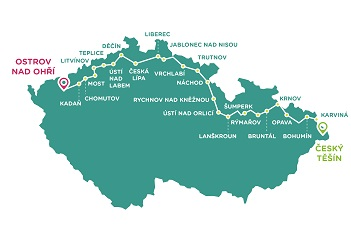 LIBEREC
DĚČÍN
JABLONEC NAD NISOU
TEPLICE
TRUTNOV
LITVÍNOV
OSTROV
NAD OHŘÍ
ÚSTÍ
NAD
LABEM
ČESKÁ
LÍPA
VRCHLABÍ
MOST
NÁCHOD
KADAŇ
CHOMUTOV
RYCHNOV NAD KNĚŽNOU
ŠUMPERK
KRNOV
ÚSTÍ NAD ORLICÍ
KARVINÁ
RÝMAŘOV
OPAVA
LANŠKROUN
BRUNTÁL
BOHUMÍN
ČESKÝ
TĚŠÍN